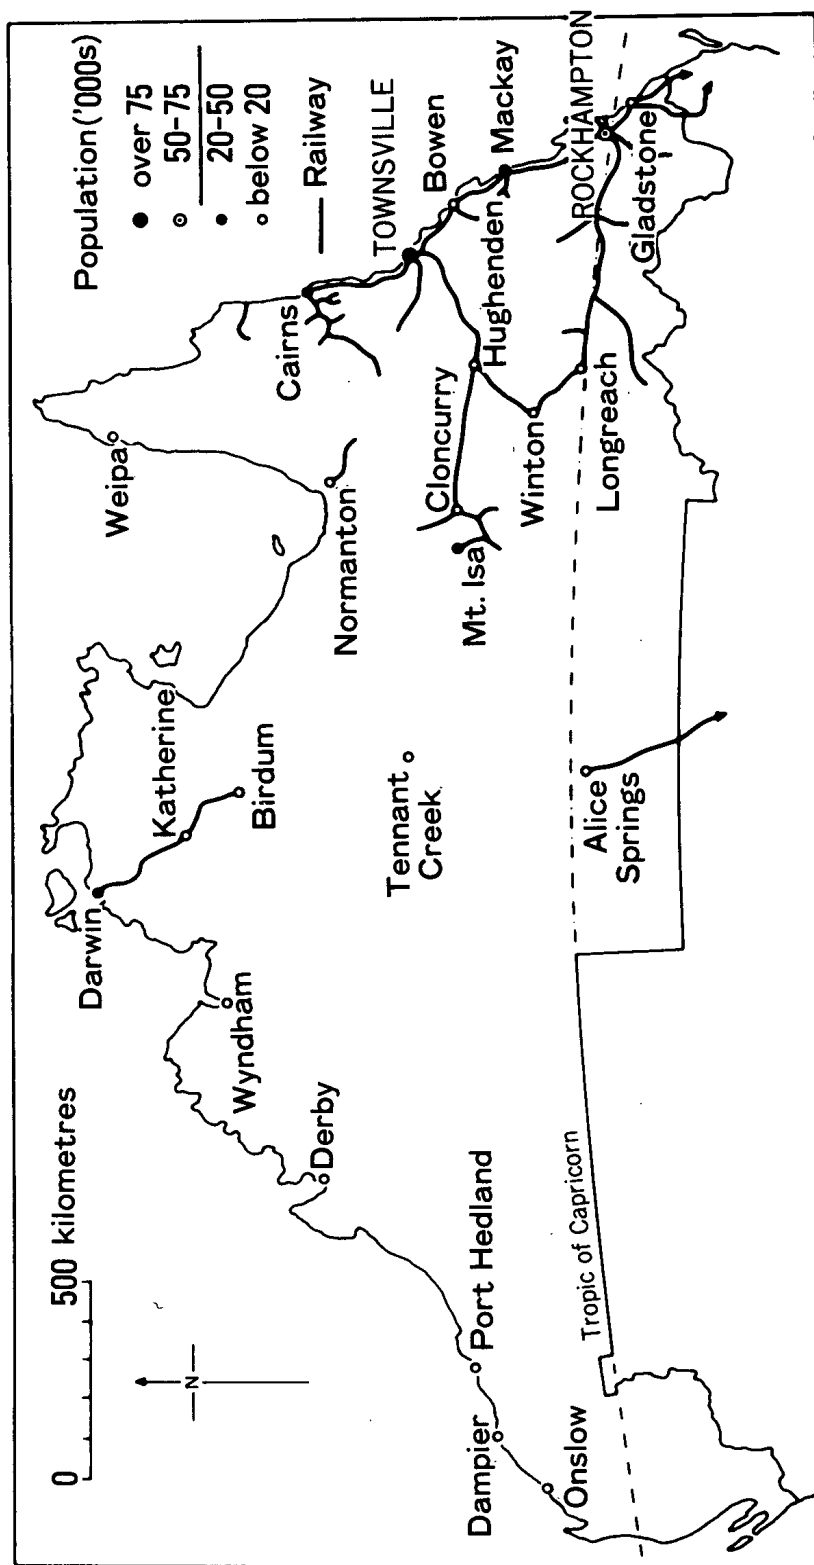 0 500 kilometres
N
Population ('000s)
over 75
50-75
20-50
below 20
Railway
Darwin
Katherine
Birdum
Wyndham
Derby
Port Hedland
Dampier
Onslow
Tennant
Creek
Alice
Springs
Tropic of Capricorn
Weipa
Normanton
Cairns
TOWNSVILLE
Bowen
Mackay
Hughenden
Cloncurry
Mt. Isa
Winton
Longreach
ROCKHAMPTON
Gladstone